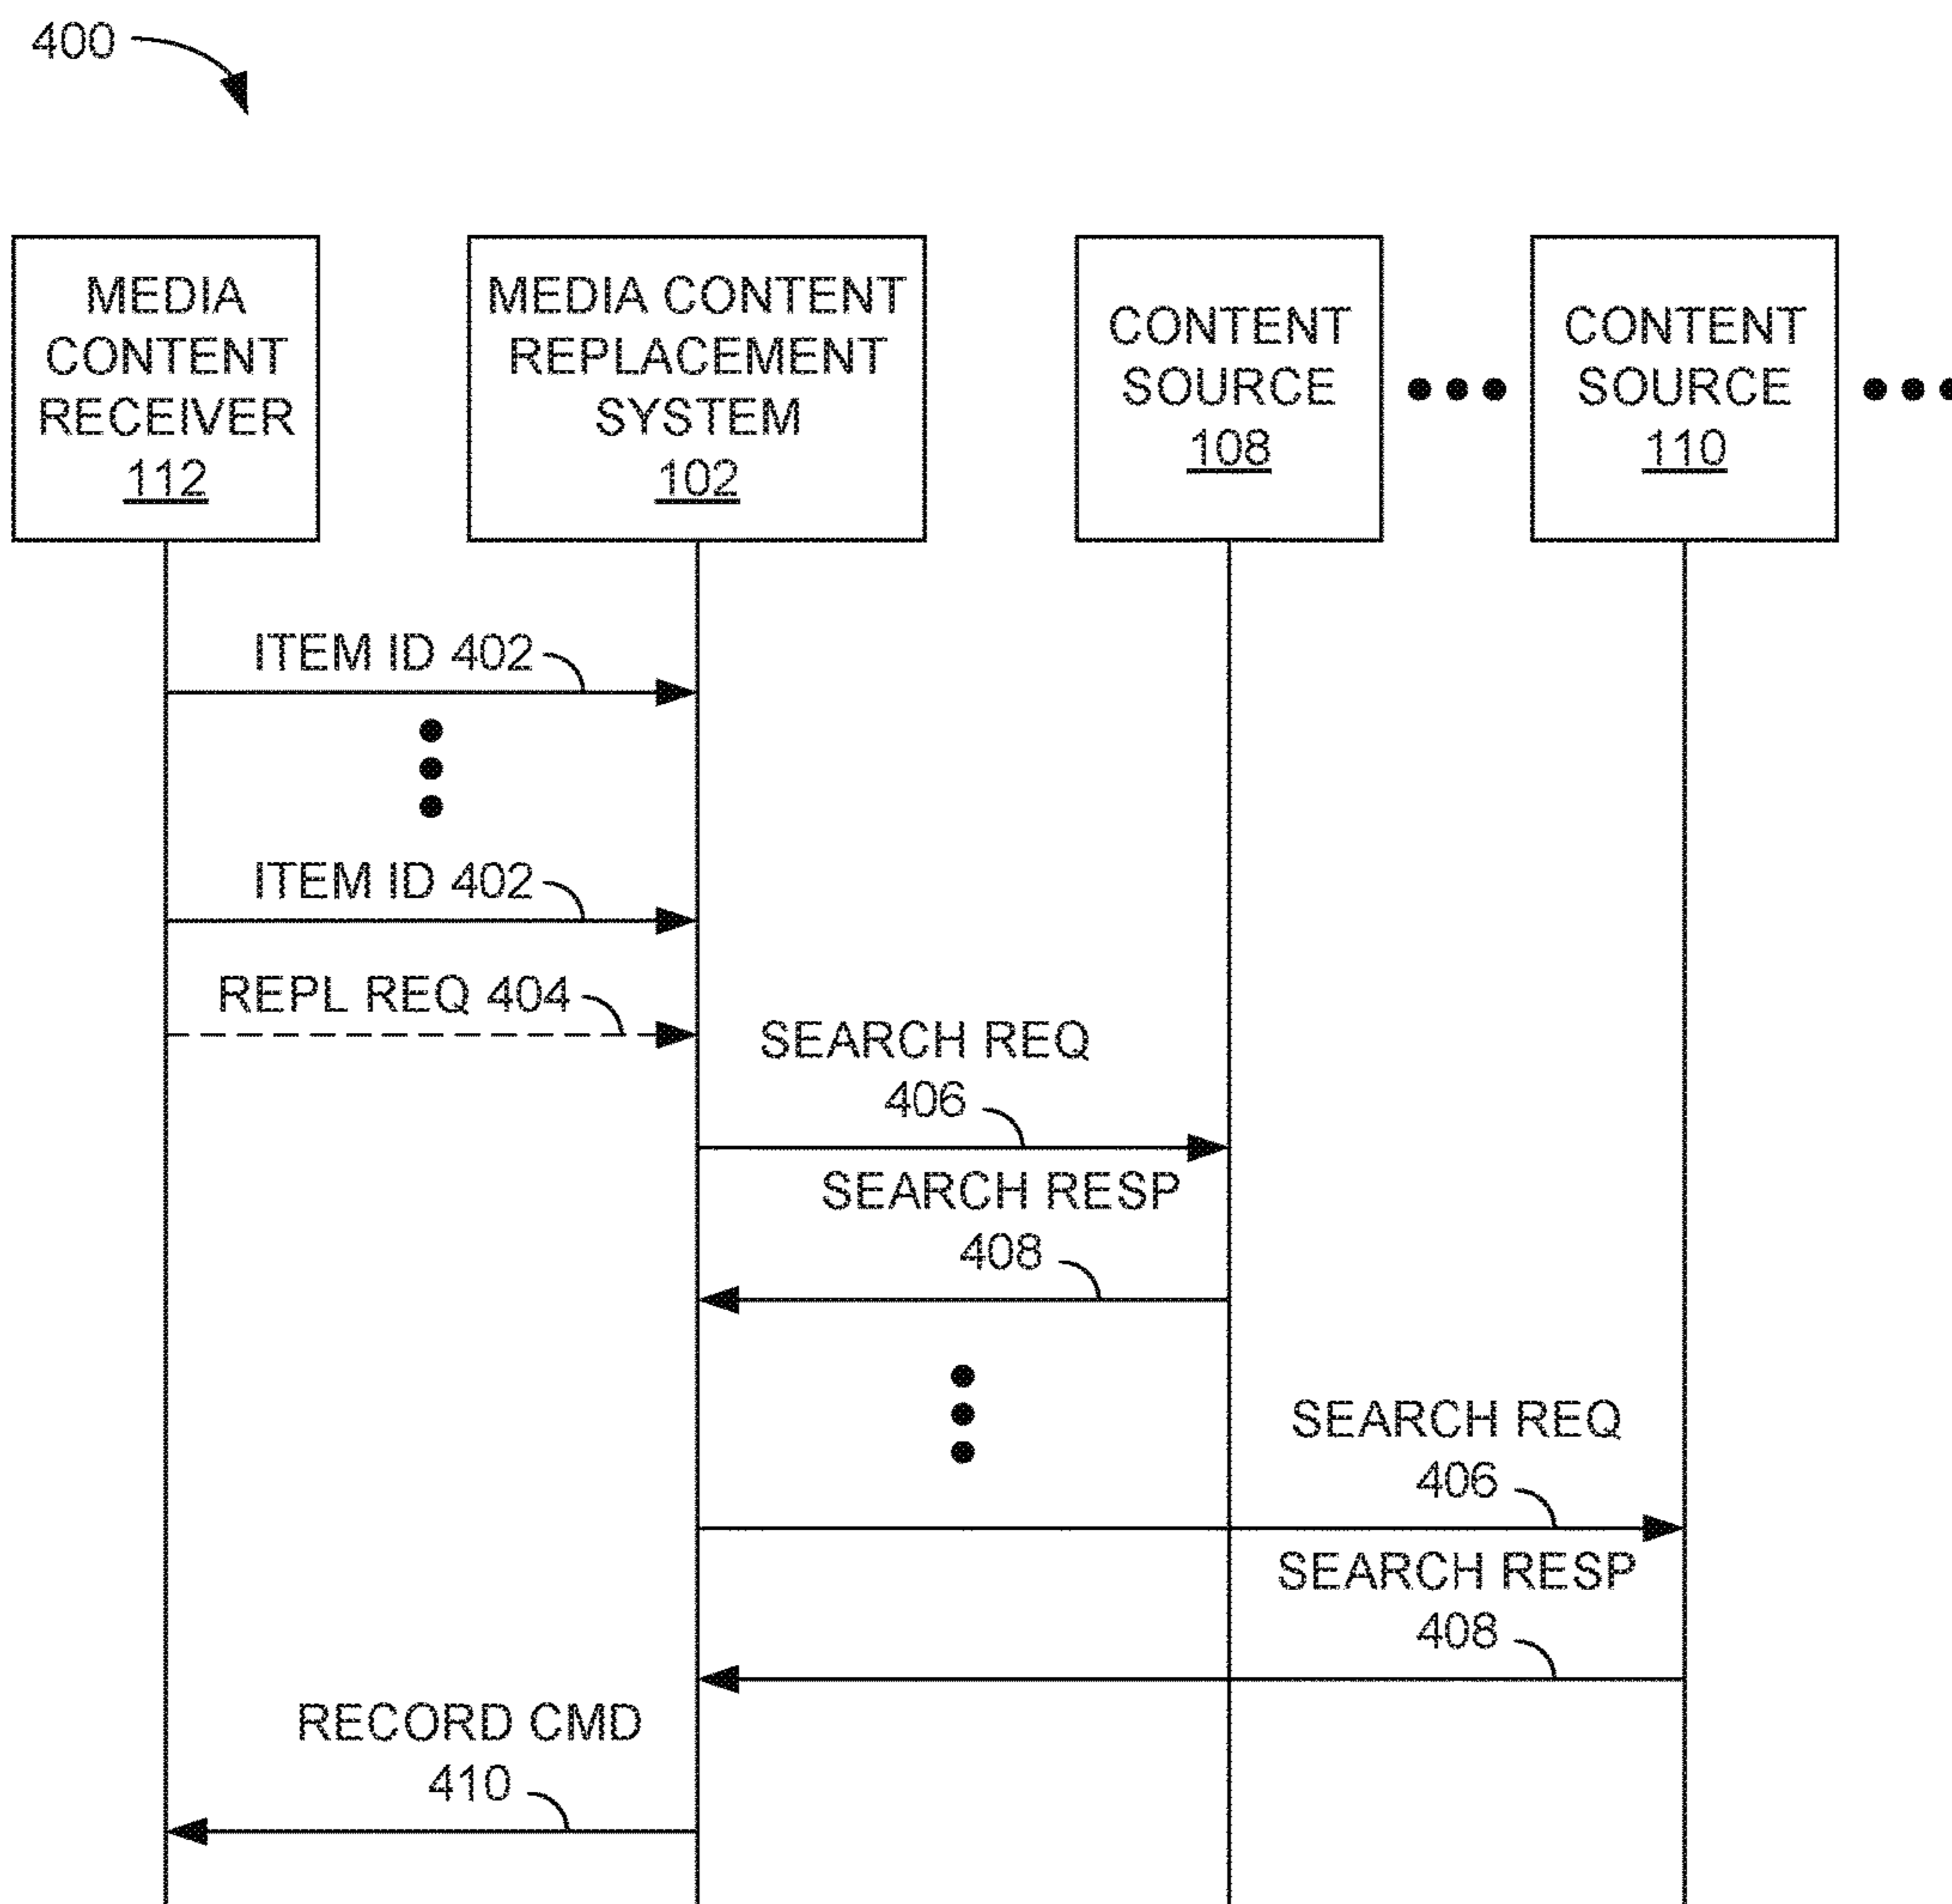 400
MEDIA
CONTENT
RECEIVER
112
MEDIA CONTENT
REPLACEMENT
SYSTEM
102
CONTENT
SOURCE
108
CONTENT
SOURCE
110
ITEM ID 402
ITEM ID 402
REPL REQ 404
SEARCH REQ
406
SEARCH RESP
408
SEARCH REQ
406
SEARCH RESP
408
RECORD CMD
410